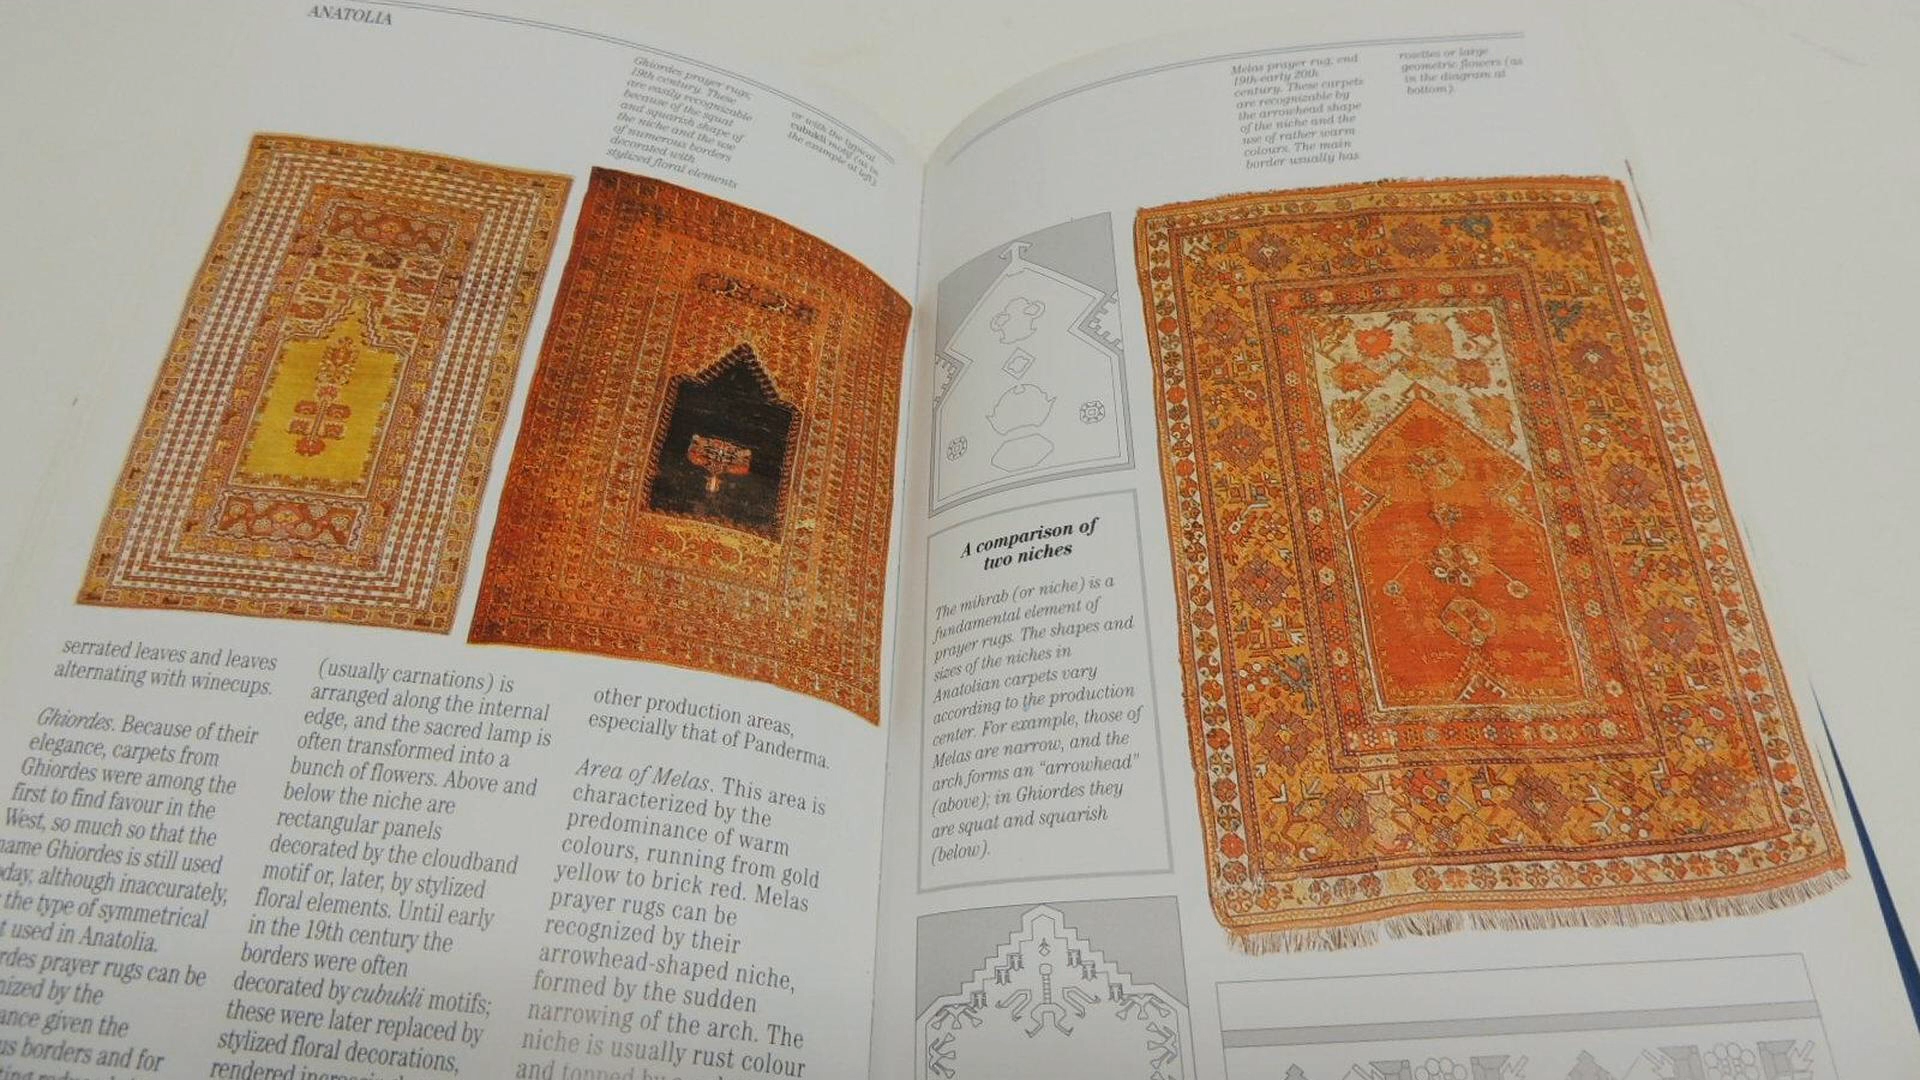 ANATOLIA
Ghiordes prayer rugs,
19th century. These
are easily recognizable
because of the squat
and squarish shape of
the niche and the use
of numerous borders
decorated with
stylized floral elements
or with the typical
cubukli motif (as in
the example at left).
serrated leaves and leaves
alternating with winecups.
Ghiordes. Because of their
elegance, carpets from
Ghiordes were among the
first to find favour in the
West, so much so that the
name Ghiordes is still used
today, although inaccurately,
the type of symmetrical
used in Anatolia.
prayer rugs can be
by the
given the
borders and for
(usually carnations) is
arranged along the internal
edge, and the sacred lamp is
often transformed into a
bunch of flowers. Above and
below the niche are
rectangular panels
decorated by the cloudband
motif or, later, by stylized
floral elements. Until early
in the 19th century the
borders were often
decorated by cubukli motifs;
these were later replaced by
stylized floral decorations,
rendered
other production areas,
especially that of Panderma.
Area of Melas. This area is
characterized by the
predominance of warm
colours, running from gold
yellow to brick red. Melas
prayer rugs can be
recognized by their
arrowhead-shaped niche,
formed by the sudden
narrowing of the arch. The
niche is usually rust colour
and topped by
Melas prayer rug, end
19th-early 20th
century. These carpets
are recognizable by
the arrowhead shape
of the niche and the
use of rather warm
colours. The main
border usually has
rosettes or large
geometric flowers (as
in the diagram at
bottom).
A comparison of
two niches
The mihrab (or niche) is a
fundamental element of
prayer rugs. The shapes and
sizes of the niches in
Anatolian carpets vary
according to the production
center. For example, those of
Melas are narrow, and the
arch forms an "arrowhead"
(above); in Ghiordes they
are squat and squarish
(below).